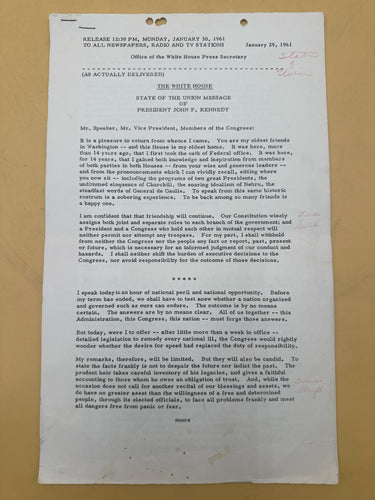 RELEASE 12:30 PM, MONDAY, JANUARY 30, 1961
TO ALL NEWSPAPERS, RADIO AND TV STATIONS January 29, 1961
Office of the White House Press Secretary
State
of
Union
(AS ACTUALLY DELIVERED)
THE WHITE HOUSE
STATE OF THE UNION MESSAGE
OF
PRESIDENT JOHN F. KENNEDY
Mr. Speaker, Mr. Vice President, Members of the Congress:
It is a pleasure to return from whence I came. You are my oldest friends
in Washington -- and this House is my oldest home. It was here, more
than 14 years ago, that I first took the oath of Federal office. It was here,
for 14 years, that I gained both knowledge and inspiration from members
of both parties in both Houses -- from your wise and generous leaders --
and from the pronouncements which I can vividly recall, sitting where
you now sit -- including the programs of two great Presidents, the
undimmed eloquence of Churchill, the soaring idealism of Nehru, the
steadfast words of General de Gaulle. To speak from this same historic
rostrum is a sobering experience. To be back among so many friends is
a happy one.
I am confident that that friendship will continue. Our Constitution wisely
assigns both joint and separate roles to each branch of the government; and
a President and a Congress who hold each other in mutual respect will
neither permit nor attempt any trespass. For my part, I shall withhold
from neither the Congress nor the people any fact or report, past, present
or future, which is necessary for an informed judgment of our conduct and
hazards. I shall neither shift the burden of executive decisions to the
Congress, nor avoid responsibility for the outcome of those decisions.
* * * * *
I speak today in an hour of national peril and national opportunity. Before
my term has ended, we shall have to test anew whether a nation organised
and governed such as ours can endure. The outcome is by no means
certain. The answers are by no means clear. All of us together -- this
Administration, this Congress, this nation -- must forge those answers.
But today, were I to offer -- after little more than a week in office --
detailed legislation to remedy every national ill, the Congress would rightly
wonder whether the desire for speed had replaced the duty of responsibility.
My remarks, therefore, will be limited. But they will also be candid. To
state the facts frankly is not to despair the future nor indict the past. The
prudent heir takes careful inventory of his legacies, and gives a faithful
accounting to those whom he owes an obligation of trust. And, while the
occasion does not call for another recital of our blessings and assets, we
do have no greater asset than the willingness of a free and determined
people, through its elected officials, to face all problems frankly and meet
all dangers free from panic or fear.
more